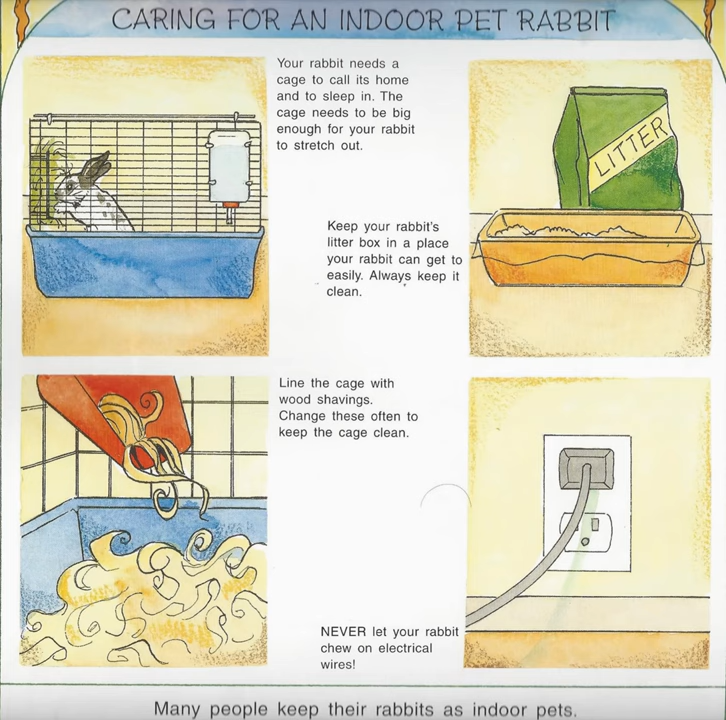 CARING FOR AN INDOOR PET RABBIT
Your rabbit needs a
cage to call its home
and to sleep in. The
cage needs to be big
enough for your rabbit
to stretch out.
LITTER
Keep your rabbit's
litter box in a place
your rabbit can get to
easily. Always keep it
clean.
Line the cage with
wood shavings.
Change these often to
keep the cage clean.
NEVER let your rabbit
chew on electrical
wires!
Many people keep their rabbits as indoor pets.